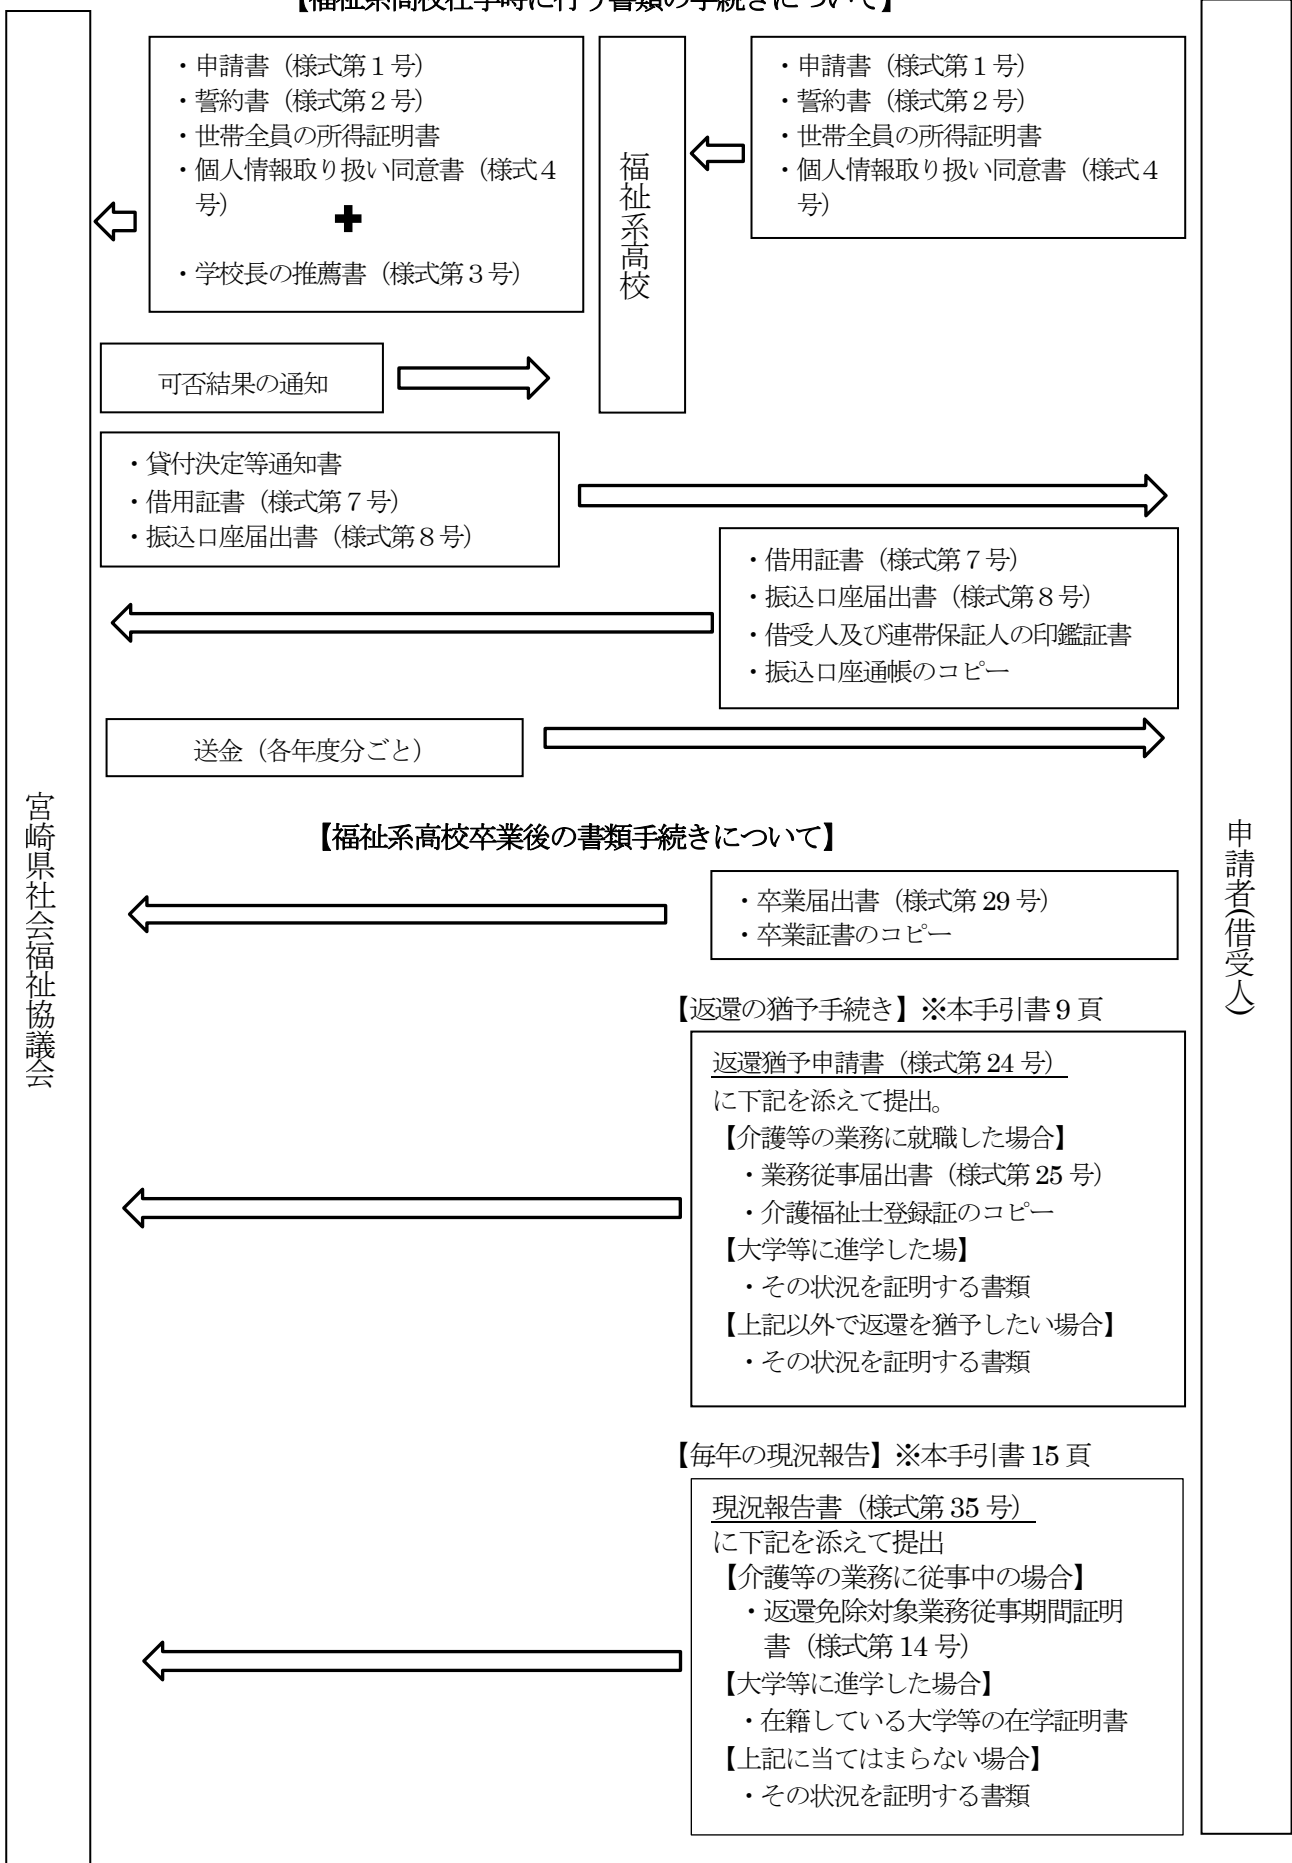 【福祉系高校在学時に行う書類の手続きについて】
・申請書（様式第１号）
・誓約書（様式第２号）
・世帯全員の所得証明書
・個人情報取り扱い同意書（様式４
号）
・学校長の推薦書（様式第３号）
福祉系高校
・申請書（様式第１号）
・誓約書（様式第２号）
・世帯全員の所得証明書
・個人情報取り扱い同意書（様式４
号）
可否結果の通知
・貸付決定等通知書
・借用証書（様式第７号）
・振込口座届出書（様式第８号）
・借用証書（様式第７号）
・振込口座届出書（様式第８号）
・借受人及び連帯保証人の印鑑証書
・振込口座通帳のコピー
送金（各年度分ごと）
宮崎県社会福祉協議会
申請者（借受人）
【福祉系高校卒業後の書類手続きについて】
・卒業届出書（様式第 29 号）
・卒業証書のコピー
【返還の猶予手続き】※本手引書 9 頁
返還猶予申請書（様式第 24 号）
に下記を添えて提出。
【介護等の業務に就職した場合】
・業務従事届出書（様式第 25 号）
・介護福祉士登録証のコピー
【大学等に進学した場】
・その状況を証明する書類
【上記以外で返還を猶予したい場合】
・その状況を証明する書類
【毎年の現況報告】※本手引書 15 頁
現況報告書（様式第 35 号）
に下記を添えて提出
【介護等の業務に従事中の場合】
・返還免除対象業務従事期間証明
書（様式第 14 号）
【大学等に進学した場合】
・在籍している大学等の在学証明書
【上記に当てはまらない場合】
・その状況を証明する書類